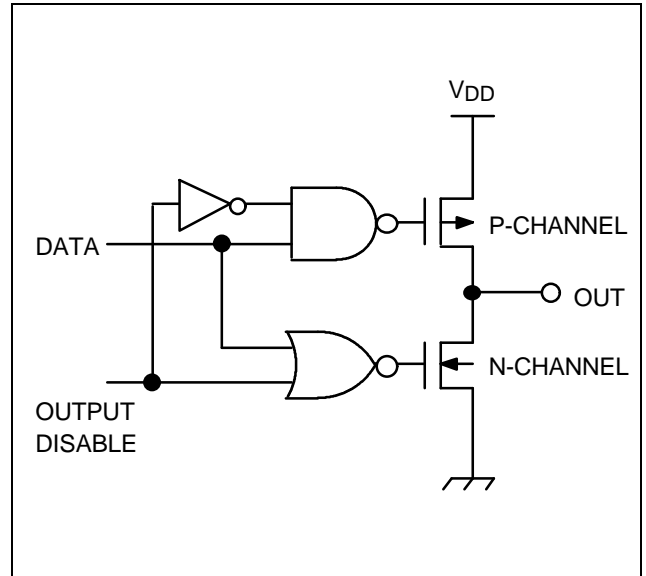 VDD
P-CHANNEL
DATA
OUT
N-CHANNEL
OUTPUT
DISABLE